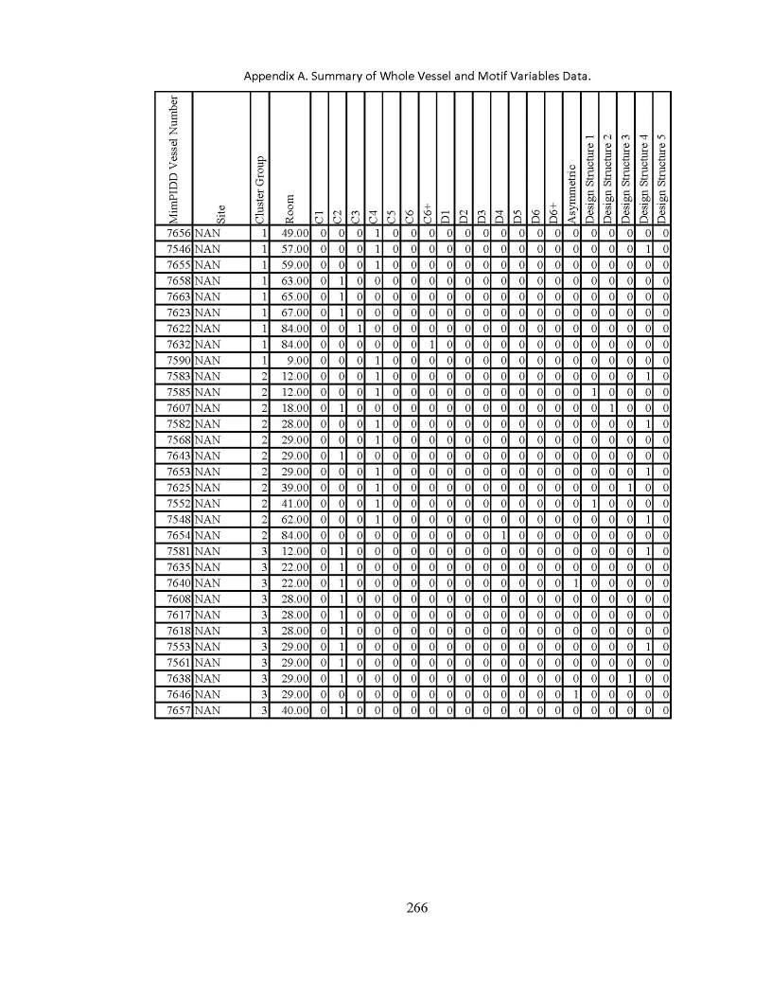 Appendix A. Summary of Whole Vessel and Motif Variables Data.
MimPIDD Vessel Number Site Cluster Group Room C1 C2 C3 C4 C5 C6 C6+ D1 D2 D3 D4 D5 D6 D6+ Asymmetric Design Structure 1 Design Structure 2 Design Structure 3 Design Structure 4 Design Structure 5
7656 NAN 1 49.00 0 0 0 1 0 0 0 0 0 0 0 0 0 0 0 0 0 0 0 0
7546 NAN 1 57.00 0 0 0 1 0 0 0 0 0 0 0 0 0 0 0 0 0 0 1 0
7655 NAN 1 59.00 0 0 0 1 0 0 0 0 0 0 0 0 0 0 0 0 0 0 0 0
7658 NAN 1 63.00 0 1 0 0 0 0 0 0 0 0 0 0 0 0 0 0 0 0 0 0
7663 NAN 1 65.00 0 1 0 0 0 0 0 0 0 0 0 0 0 0 0 0 0 0 0 0
7623 NAN 1 67.00 0 1 0 0 0 0 0 0 0 0 0 0 0 0 0 0 0 0 0 0
7622 NAN 1 84.00 0 0 1 0 0 0 0 0 0 0 0 0 0 0 0 0 0 0 0 0
7632 NAN 1 84.00 0 0 0 0 0 0 1 0 0 0 0 0 0 0 0 0 0 0 0 0
7590 NAN 1 9.00 0 0 0 1 0 0 0 0 0 0 0 0 0 0 0 0 0 0 0 0
7583 NAN 2 12.00 0 0 0 1 0 0 0 0 0 0 0 0 0 0 0 0 0 0 1 0
7585 NAN 2 12.00 0 0 0 1 0 0 0 0 0 0 0 0 0 0 0 1 0 0 0 0
7607 NAN 2 18.00 0 1 0 0 0 0 0 0 0 0 0 0 0 0 0 0 1 0 0 0
7582 NAN 2 28.00 0 0 0 1 0 0 0 0 0 0 0 0 0 0 0 0 0 0 1 0
7568 NAN 2 29.00 0 0 0 1 0 0 0 0 0 0 0 0 0 0 0 0 0 0 0 0
7643 NAN 2 29.00 0 1 0 0 0 0 0 0 0 0 0 0 0 0 0 0 0 0 0 0
7653 NAN 2 29.00 0 0 0 1 0 0 0 0 0 0 0 0 0 0 0 0 0 0 1 0
7625 NAN 2 39.00 0 0 0 1 0 0 0 0 0 0 0 0 0 0 0 0 0 1 0 0
7552 NAN 2 41.00 0 0 0 1 0 0 0 0 0 0 0 0 0 0 0 1 0 0 0 0
7548 NAN 2 62.00 0 0 0 1 0 0 0 0 0 0 0 0 0 0 0 0 0 0 1 0
7654 NAN 2 84.00 0 0 0 0 0 0 0 0 0 0 1 0 0 0 0 0 0 0 0 0
7581 NAN 3 12.00 0 1 0 0 0 0 0 0 0 0 0 0 0 0 0 0 0 0 1 0
7635 NAN 3 22.00 0 1 0 0 0 0 0 0 0 0 0 0 0 0 0 0 0 0 0 0
7640 NAN 3 22.00 0 1 0 0 0 0 0 0 0 0 0 0 0 0 1 0 0 0 0 0
7608 NAN 3 28.00 0 1 0 0 0 0 0 0 0 0 0 0 0 0 0 0 0 0 0 0
7617 NAN 3 28.00 0 1 0 0 0 0 0 0 0 0 0 0 0 0 0 0 0 0 0 0
7618 NAN 3 28.00 0 1 0 0 0 0 0 0 0 0 0 0 0 0 0 0 0 0 0 0
7553 NAN 3 29.00 0 1 0 0 0 0 0 0 0 0 0 0 0 0 0 0 0 0 1 0
7561 NAN 3 29.00 0 1 0 0 0 0 0 0 0 0 0 0 0 0 0 0 0 0 0 0
7638 NAN 3 29.00 0 1 0 0 0 0 0 0 0 0 0 0 0 0 0 0 0 1 0 0
7646 NAN 3 29.00 0 0 0 0 0 0 0 0 0 0 0 0 0 0 1 0 0 0 0 0
7657 NAN 3 40.00 0 1 0 0 0 0 0 0 0 0 0 0 0 0 0 0 0 0 0 0
266